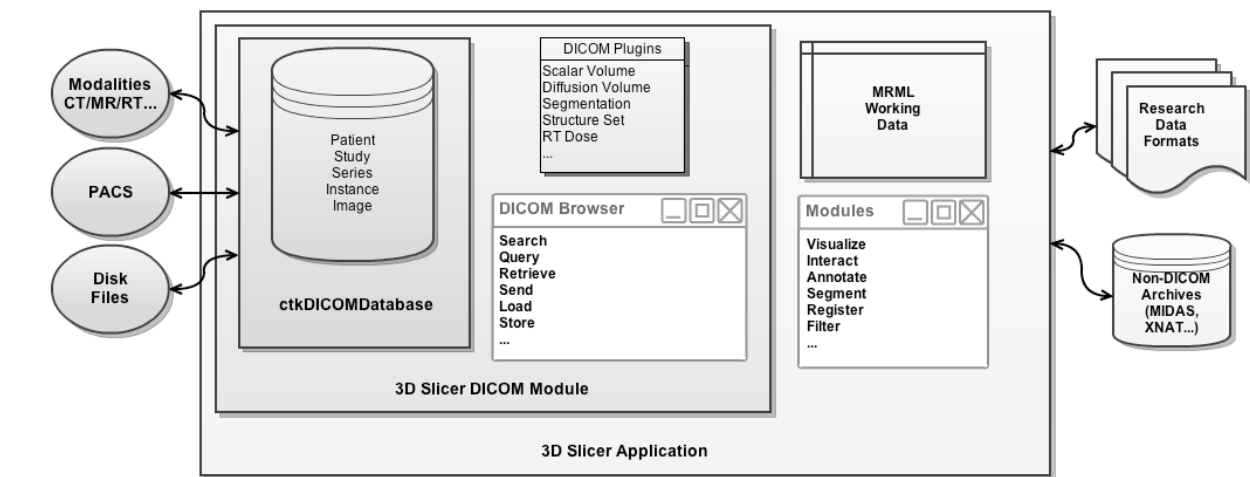 Modalities
CT/MR/RT...
PACS
Disk
Files
Patient
Study
Series
Instance
Image
ctkDICOMDatabase
DICOM Plugins
Scalar Volume
Diffusion Volume
Segmentation
Structure Set
RT Dose
...
DICOM Browser
Search
Query
Retrieve
Send
Load
Store
...
3D Slicer DICOM Module
MRML
Working
Data
Modules
Visualize
Interact
Annotate
Segment
Register
Filter
...
3D Slicer Application
Research
Data
Formats
Non-DICOM
Archives
(MIDAS,
XNAT...)